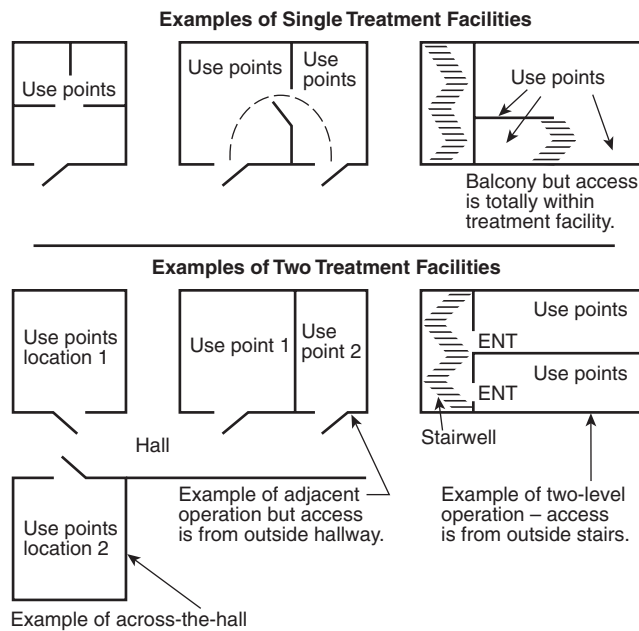 Examples of Single Treatment Facilities
Use points
Use points
Use
points
Use points
Balcony but access
is totally within
treatment facility.
Examples of Two Treatment Facilities
Use points
location 1
Use point 1
Use
point 2
Use points
ENT
Use points
ENT
Stairwell
Hall
Example of adjacent
operation but access
is from outside hallway.
Example of two-level
operation – access
is from outside stairs.
Use points
location 2
Example of across-the-hall